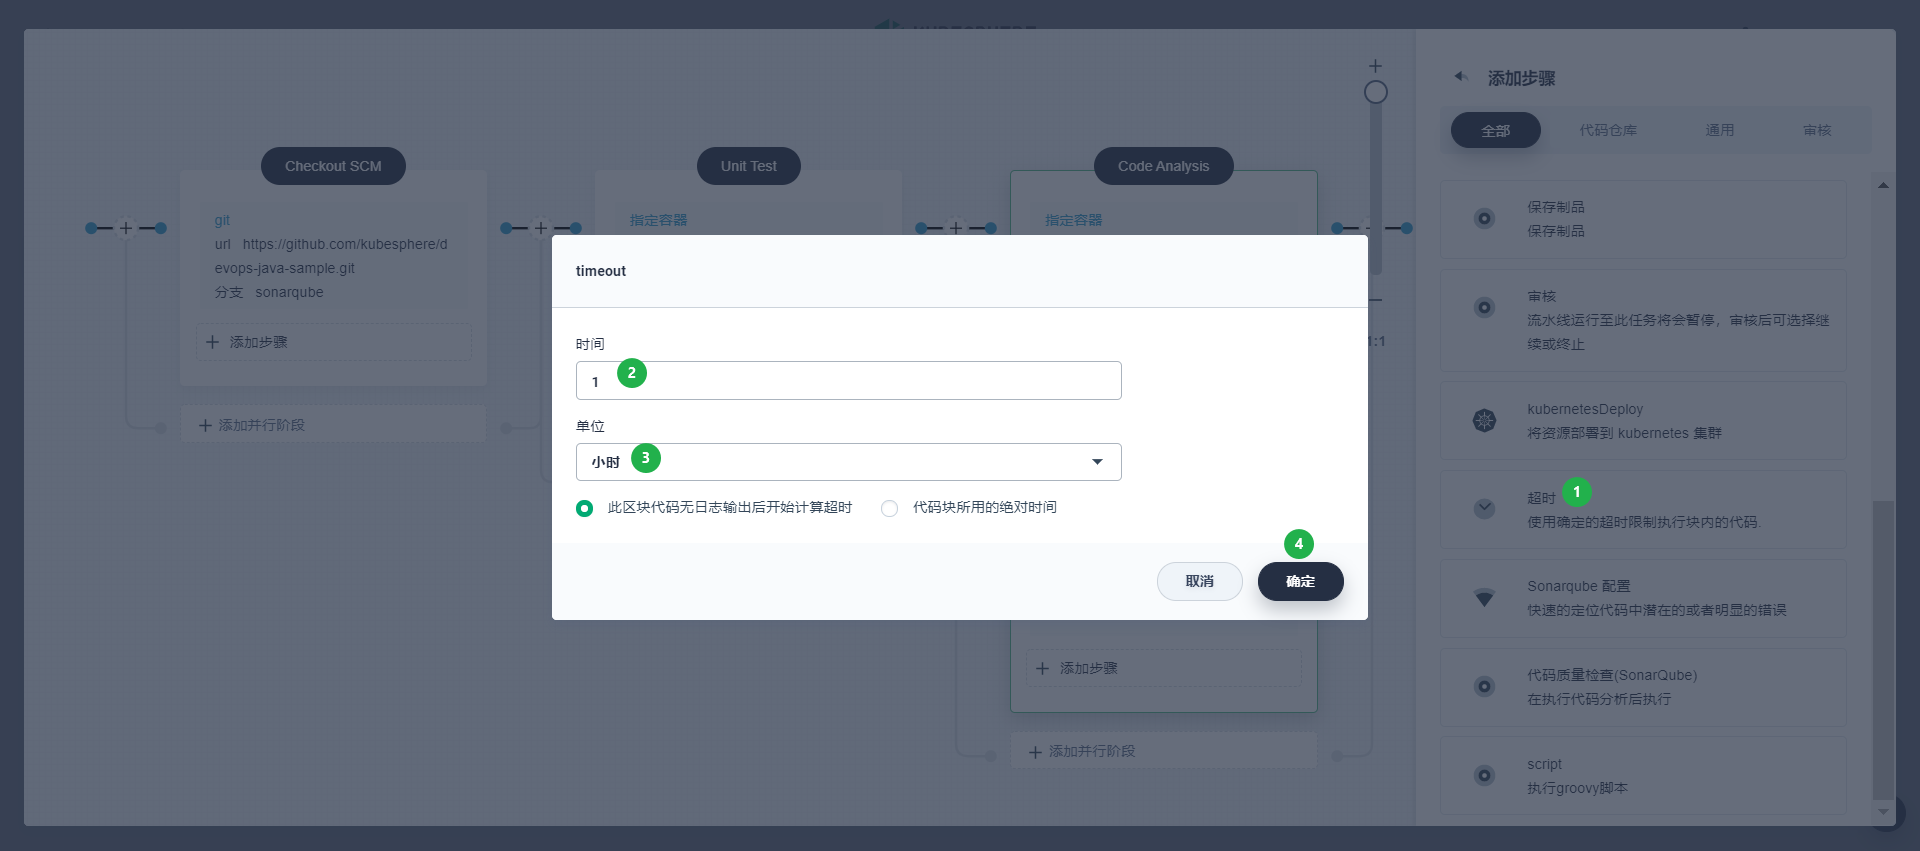 添加步骤
全部
代码仓库
通用
审核
Checkout SCM
Unit Test
Code Analysis
git
url https://github.com/kubesphere/d
evops-java-sample.git
分支 sonarqube
添加步骤
添加并行阶段
指定容器
指定容器
timeout
时间
1
2
单位
小时
3
此区块代码无日志输出后开始计算超时
代码块所用的绝对时间
4
取消
确定
添加步骤
添加并行阶段
1:1
保存制品
保存制品
审核
流水线运行至此任务将会暂停，审核后可选择继
续或终止
kubernetesDeploy
将资源部署到 kubernetes 集群
超时
1
使用确定的超时限制执行块内的代码.
Sonarqube 配置
快速的定位代码中潜在的或者明显的错误
代码质量检查(SonarQube)
在执行代码分析后执行
script
执行groovy脚本